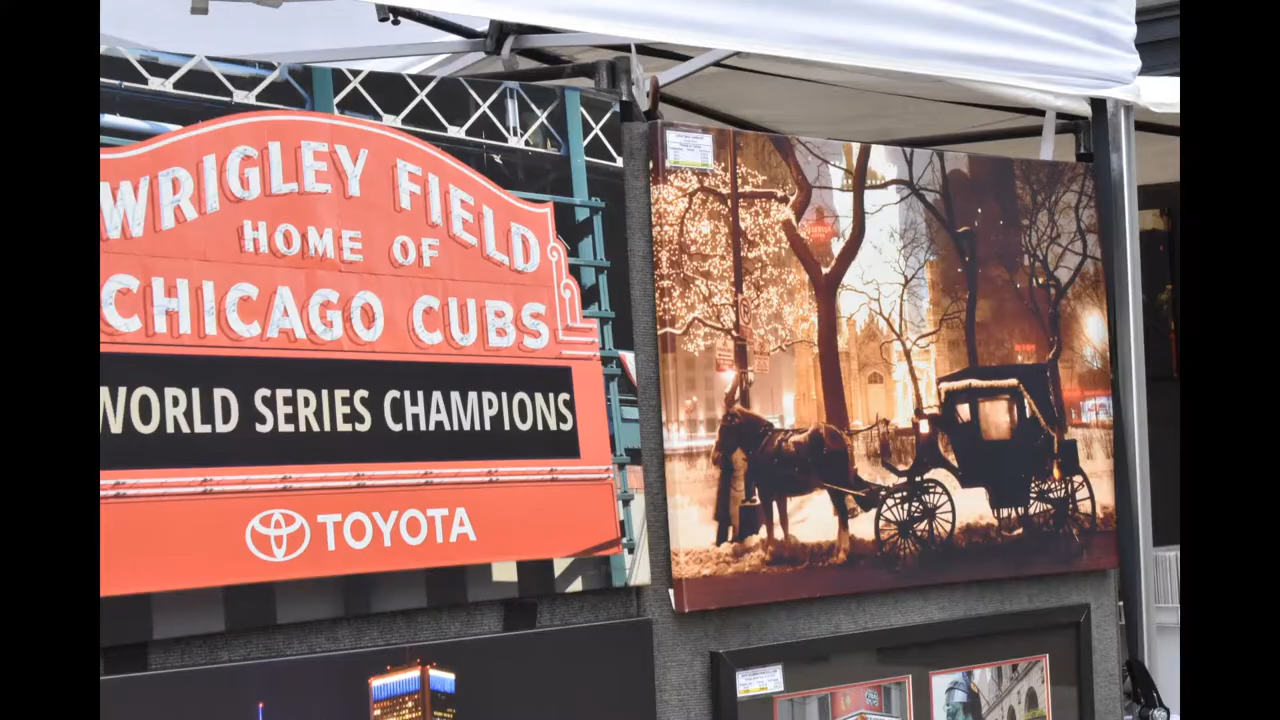 WRIGLEY FIELD
HOME OF
CHICAGO CUBS
WORLD SERIES CHAMPIONS
TOYOTA